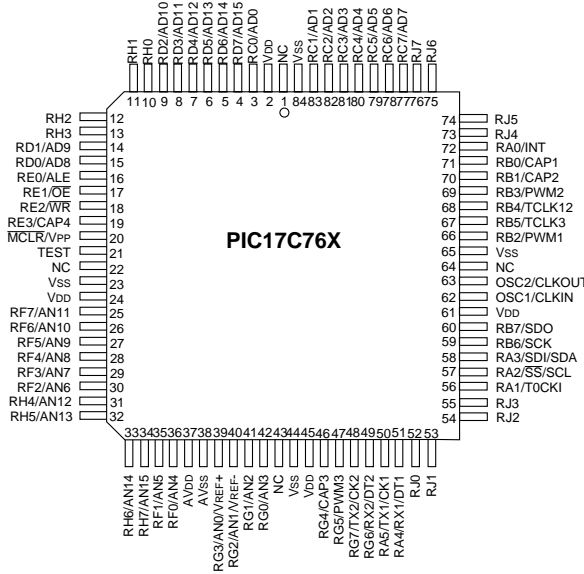 RH1
RH0
RD2/AD10
RD3/AD11
RD4/AD12
RD5/AD13
RD6/AD14
RD7/AD15
RC0/AD0
VDD
NC
VSS
RC1/AD1
RC2/AD2
RC3/AD3
RC4/AD4
RC5/AD5
RC6/AD6
RC7/AD7
RJ7
RJ6
11 10 9 8 7 6 5 4 3 2 1 84 83 82 81 80 79 78 77 76 75
RH2 12
RH3 13
RD1/AD9 14
RD0/AD8 15
RE0/ALE 16
RE1/OE 17
RE2/WR 18
RE3/CAP4 19
MCLR/VPP 20
TEST 21
NC 22
VSS 23
VDD 24
RF7/AN11 25
RF6/AN10 26
RF5/AN9 27
RF4/AN8 28
RF3/AN7 29
RF2/AN6 30
RH4/AN12 31
RH5/AN13 32
PIC17C76X
74 RJ5
73 RJ4
72 RA0/INT
71 RB0/CAP1
70 RB1/CAP2
69 RB3/PWM2
68 RB4/TCLK12
67 RB5/TCLK3
66 RB2/PWM1
65 VSS
64 NC
63 OSC2/CLKOUT
62 OSC1/CLKIN
61 VDD
60 RB7/SDO
59 RB6/SCK
58 RA3/SDI/SDA
57 RA2/SS/SCL
56 RA1/T0CKI
55 RJ3
54 RJ2
33 34 35 36 37 38 39 40 41 42 43 44 45 46 47 48 49 50 51 52 53
RH6/AN14
RH7/AN15
RF1/AN5
RF0/AN4
AVDD
AVSS
RG3/AN0/VREF+
RG2/AN1/VREF-
RG1/AN2
RG0/AN3
NC
VSS
VDD
RG4/CAP3
RG5/PWM3
RG7/TX2/CK2
RG6/RX2/DT2
RA5/TX1/CK1
RA4/RX1/DT1
RJ0
RJ1